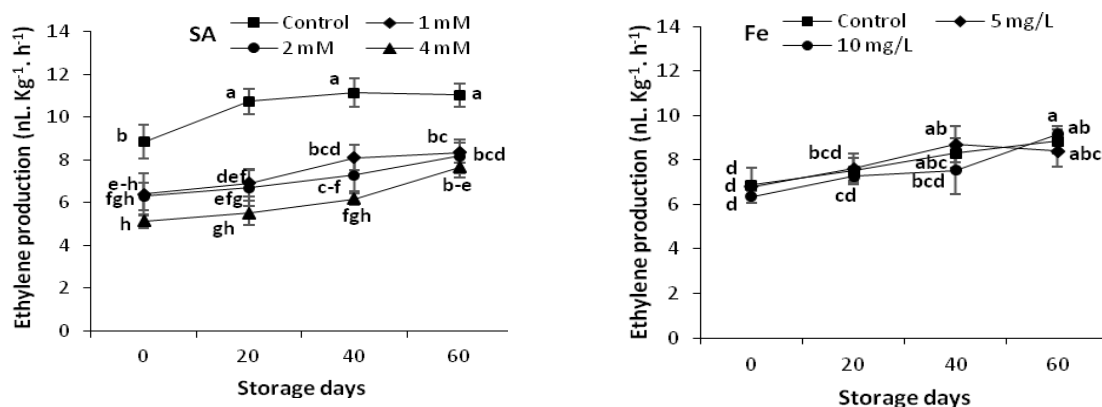 SA
Control
1 mM
2 mM
4 mM
Ethylene production (nL. Kg⁻¹. h⁻¹)
14
12
10
8
6
4
2
0
b
a
a
a
e-h
def
bcd
bc
fgh
efg
c-f
bcd
h
gh
fgh
b-e
0
20
40
60
Storage days
Fe
Control
5 mg/L
10 mg/L
Ethylene production (nL. Kg⁻¹. h⁻¹)
14
12
10
8
6
4
2
0
d
d
d
bcd
cd
ab
abc
bcd
a
ab
abc
0
20
40
60
Storage days